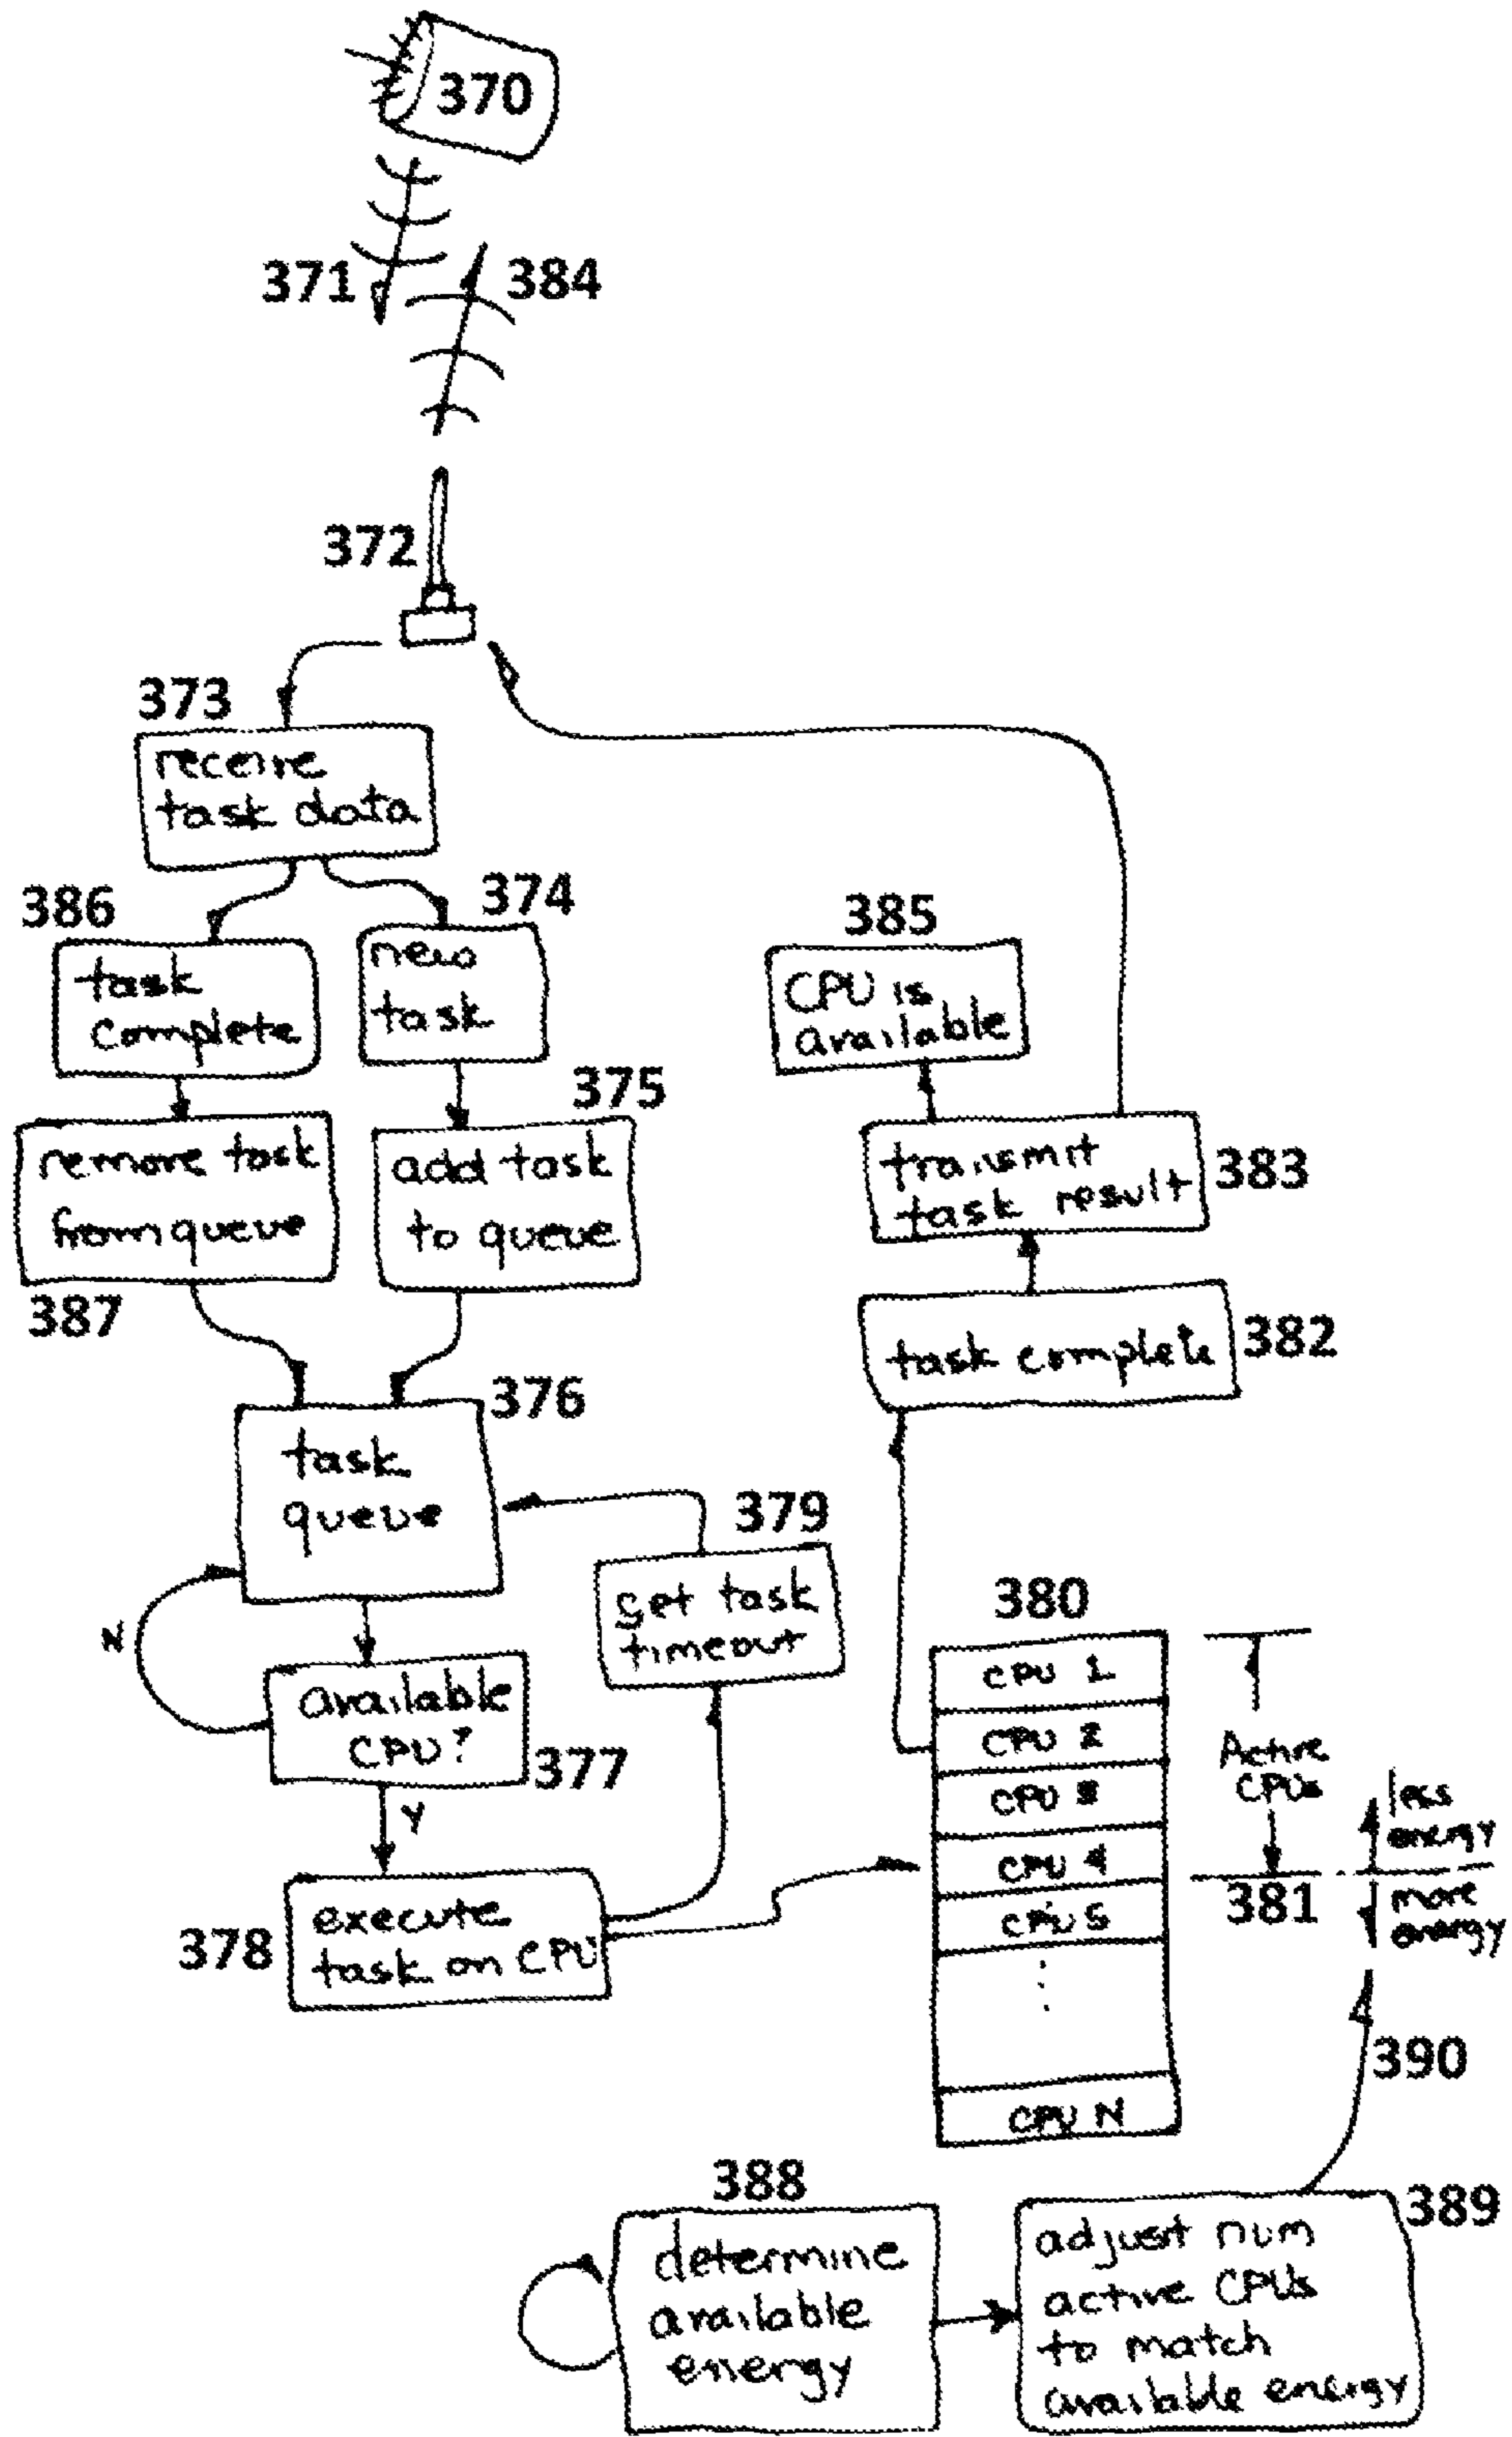 370
371
384
372
373
receive
task data
386
374
task
complete
new
task
385
CPU is
available
375
remove task
from queue
add task
to queue
transmit
task result
383
387
task complete
382
376
task
queue
379
get task
timeout
N
available
CPU?
377
Y
execute
task on CPU
378
380
CPU 1
CPU 2
CPU 3
CPU 4
CPU 5
CPU N
Active
CPUs
less
energy
381
more
energy
390
388
determine
available
energy
389
adjust num
active CPUs
to match
available energy